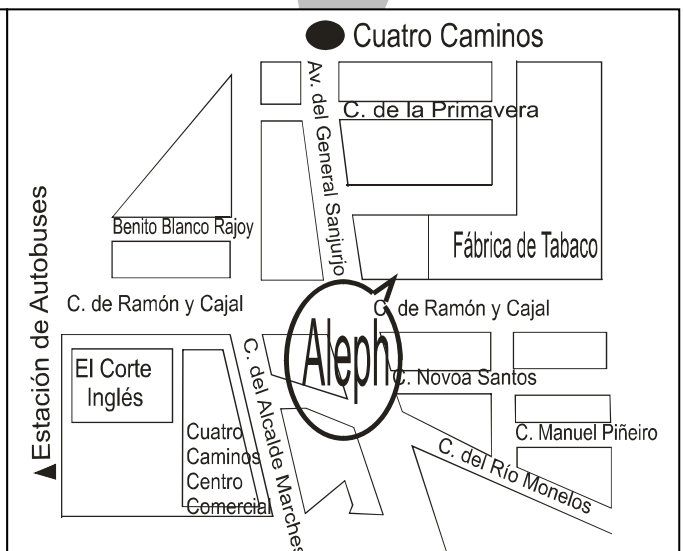 Cuatro Caminos
Av. del General Sanjurjo
C. de la Primavera
Benito Blanco Rajoy
Fábrica de Tabaco
▲Estación de Autobuses
C. de Ramón y Cajal
C. de Ramón y Cajal
Aleph
El Corte
Inglés
C. del Alcalde Marches
C. Novoa Santos
Cuatro
Caminos
Centro
Comercial
C. Manuel Piñeiro
C. del Río Monelos